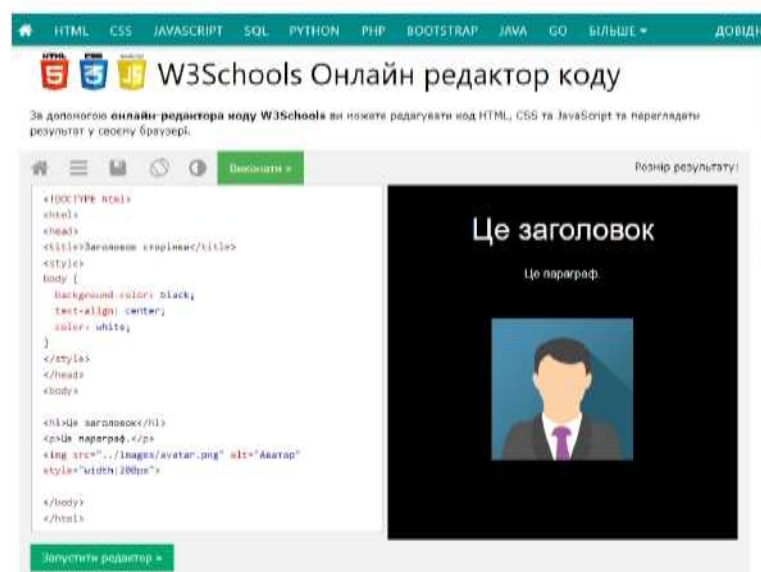 HTML CSS JAVASCRIPT SQL PYTHON PHP BOOTSTRAP JAVA GO БІЛЬШЕ ДОВІДН
HTML CSS
W3Schools Онлайн редактор коду
За допомогою онлайн-редактора коду W3Schools ви можете редагувати код HTML, CSS та JavaScript та переглядати
результат у своєму браузері.
Виконати »
Розмір результату:
<!DOCTYPE html>
<html>
<head>
<title>Заголовок сторінки</title>
<style>
body {
background-color: black;
text-align: center;
color: white;
}
</style>
</head>
<body>
<h1>Це заголовок</h1>
<p>Це параграф.</p>
<img src="../images/avatar.png" alt="Аватар"
style="width:200px">
</body>
</html>
Це заголовок
Це параграф.
Запустити редактор »